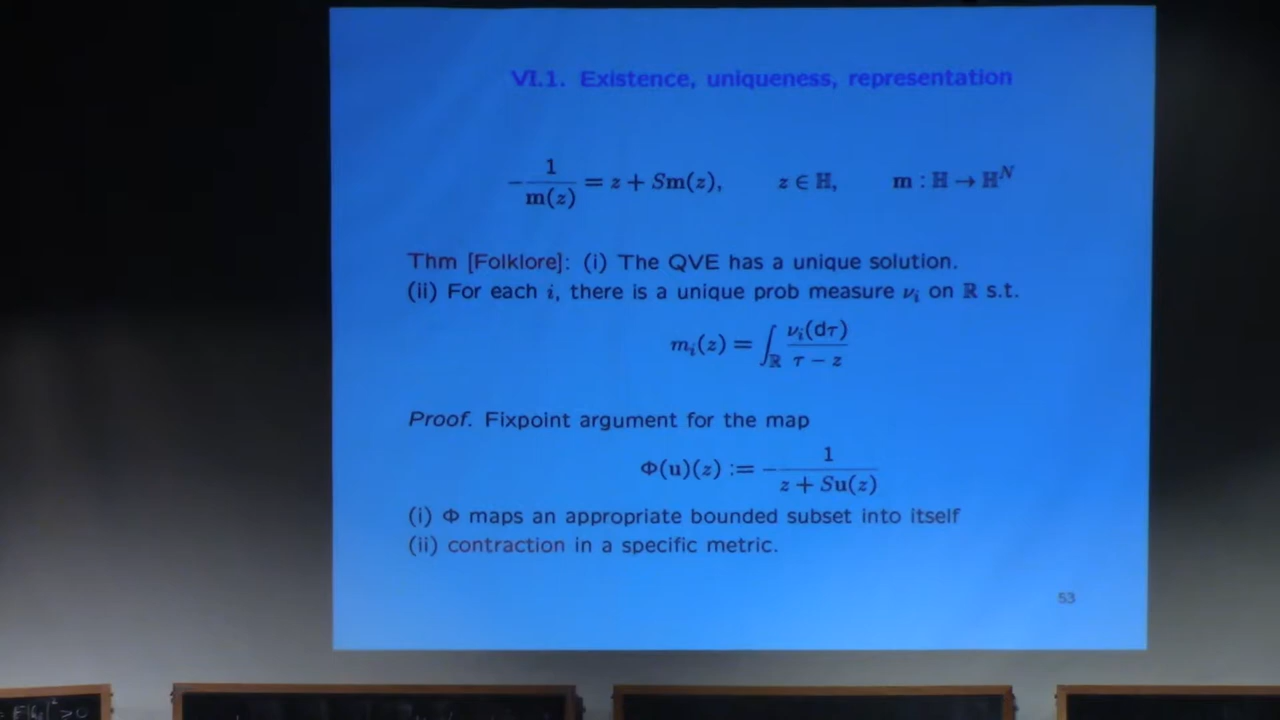 VI.1. Existence, uniqueness, representation
− 1/m(z) = z + Sm(z), z ∈ ℍ, m : ℍ → ℍ^N
Thm [Folklore]: (i) The QVE has a unique solution.
(ii) For each i, there is a unique prob measure ν_i on ℝ s.t.
m_i(z) = ∫_ℝ ν_i(dτ)/(τ − z)
Proof. Fixpoint argument for the map
Φ(u)(z) := − 1/(z + Su(z))
(i) Φ maps an appropriate bounded subset into itself
(ii) contraction in a specific metric.
53